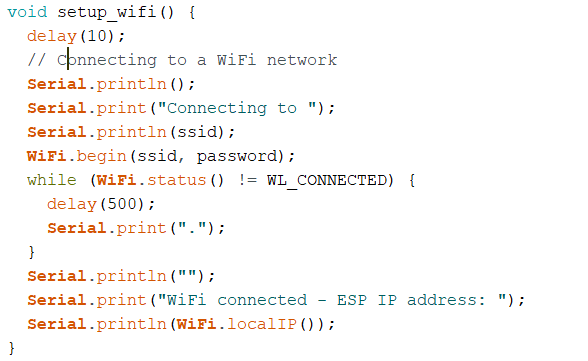 void setup_wifi() {
  delay(10);
  // Connecting to a WiFi network
  Serial.println();
  Serial.print("Connecting to ");
  Serial.println(ssid);
  WiFi.begin(ssid, password);
  while (WiFi.status() != WL_CONNECTED) {
    delay(500);
    Serial.print(".");
  }
  Serial.println("");
  Serial.print("WiFi connected - ESP IP address: ");
  Serial.println(WiFi.localIP());
}